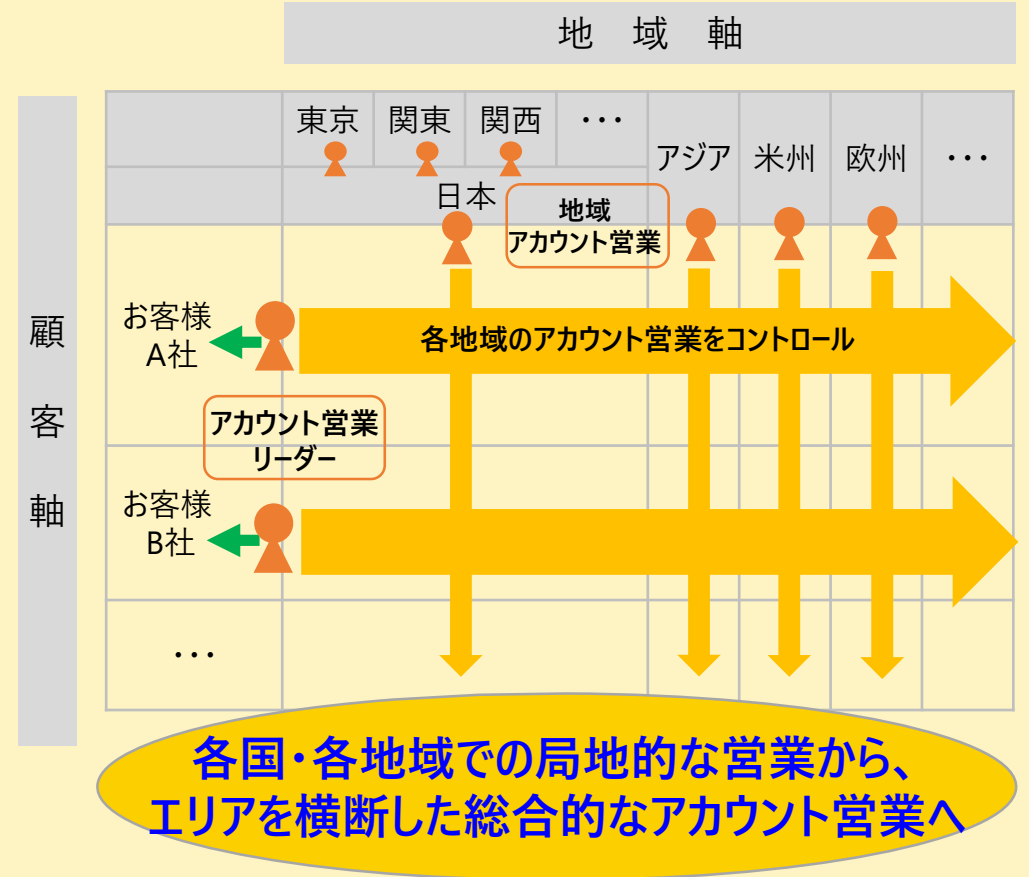 地 域 軸
東京 関東 関西 ・・・
アジア 米州 欧州 ・・・
日本
地域
アカウント営業
顧
客
軸
お客様
A社
各地域のアカウント営業をコントロール
アカウント営業
リーダー
お客様
B社
・・・
各国・各地域での局地的な営業から、
エリアを横断した総合的なアカウント営業へ